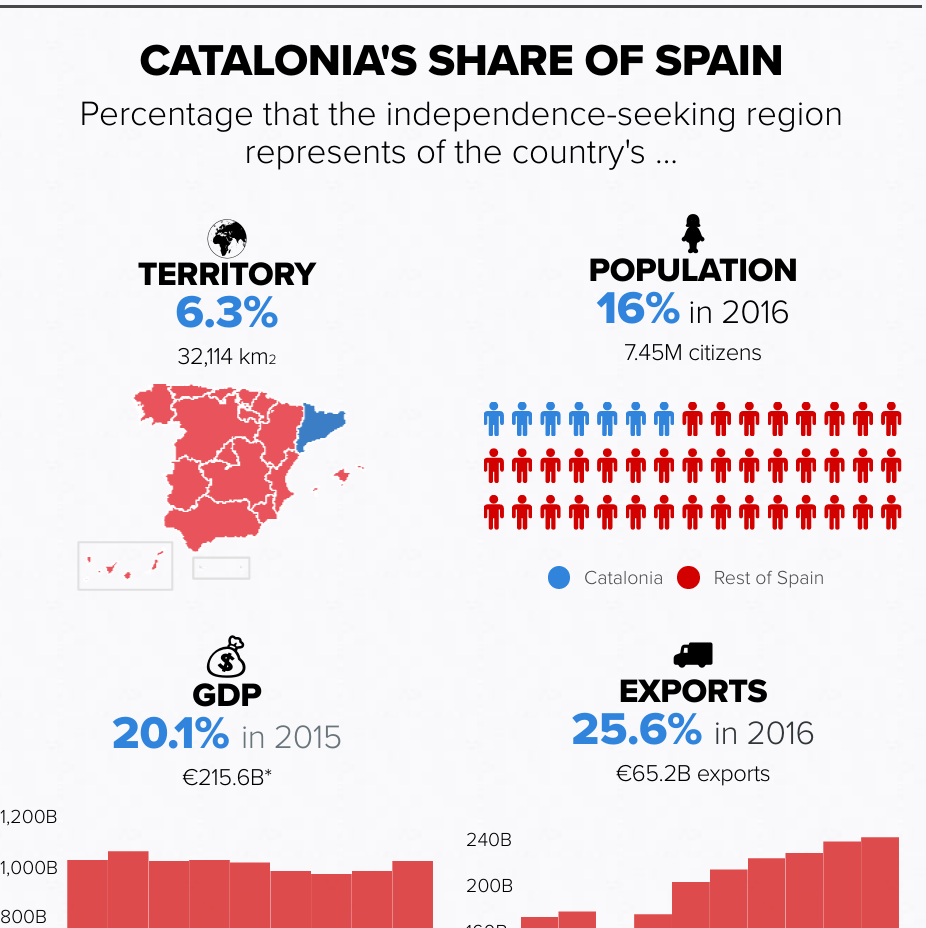 CATALONIA'S SHARE OF SPAIN
Percentage that the independence-seeking region
represents of the country's ...
TERRITORY
6.3%
32,114 km2
POPULATION
16% in 2016
7.45M citizens
Catalonia
Rest of Spain
GDP
20.1% in 2015
€215.6B*
1,200B
1,000B
800B
EXPORTS
25.6% in 2016
€65.2B exports
240B
200B